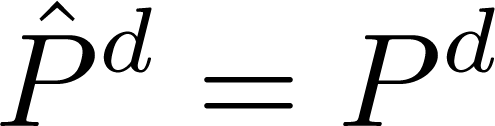 $\hat{P}^d = P^d$